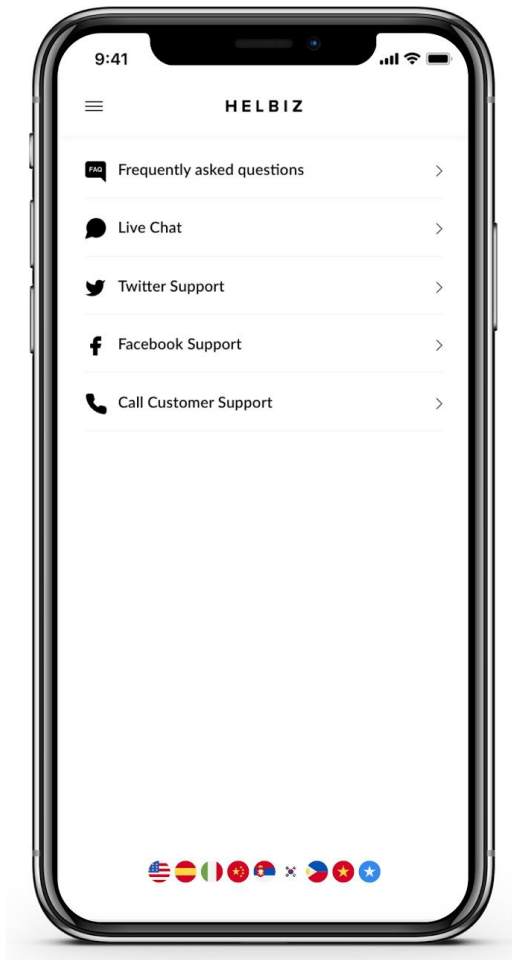 9:41
HELBIZ
FAQ
Frequently asked questions
Live Chat
Twitter Support
Facebook Support
Call Customer Support